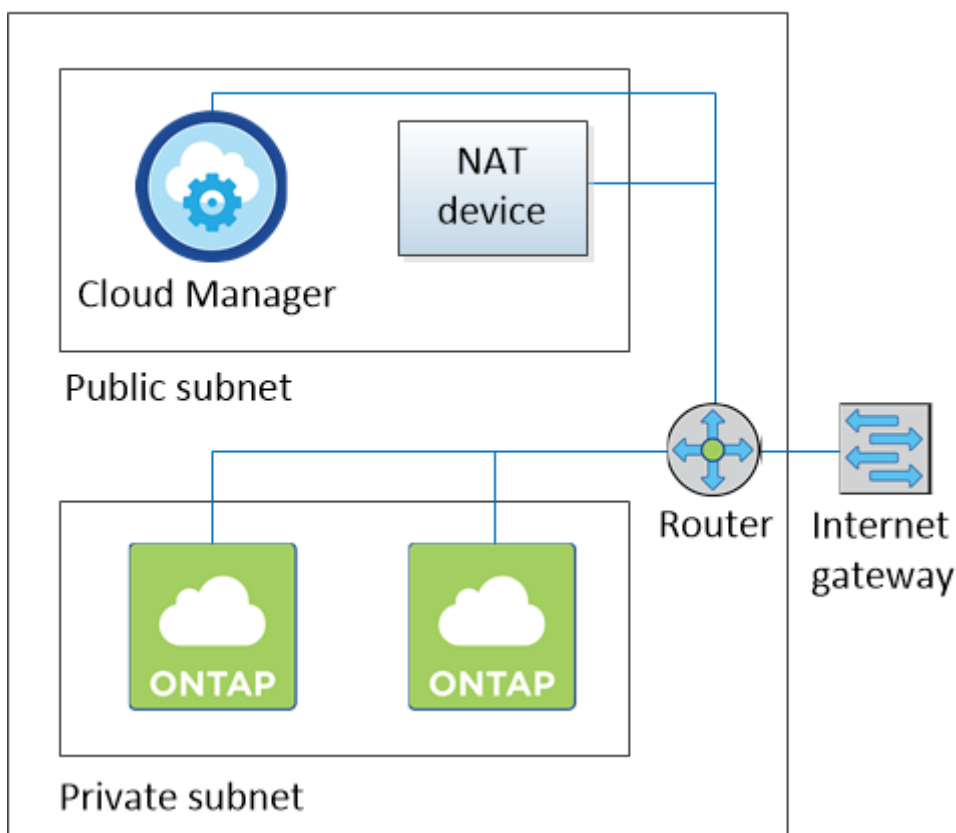 NAT
device
Cloud Manager
Public subnet
Router
Internet
gateway
ONTAP
ONTAP
Private subnet